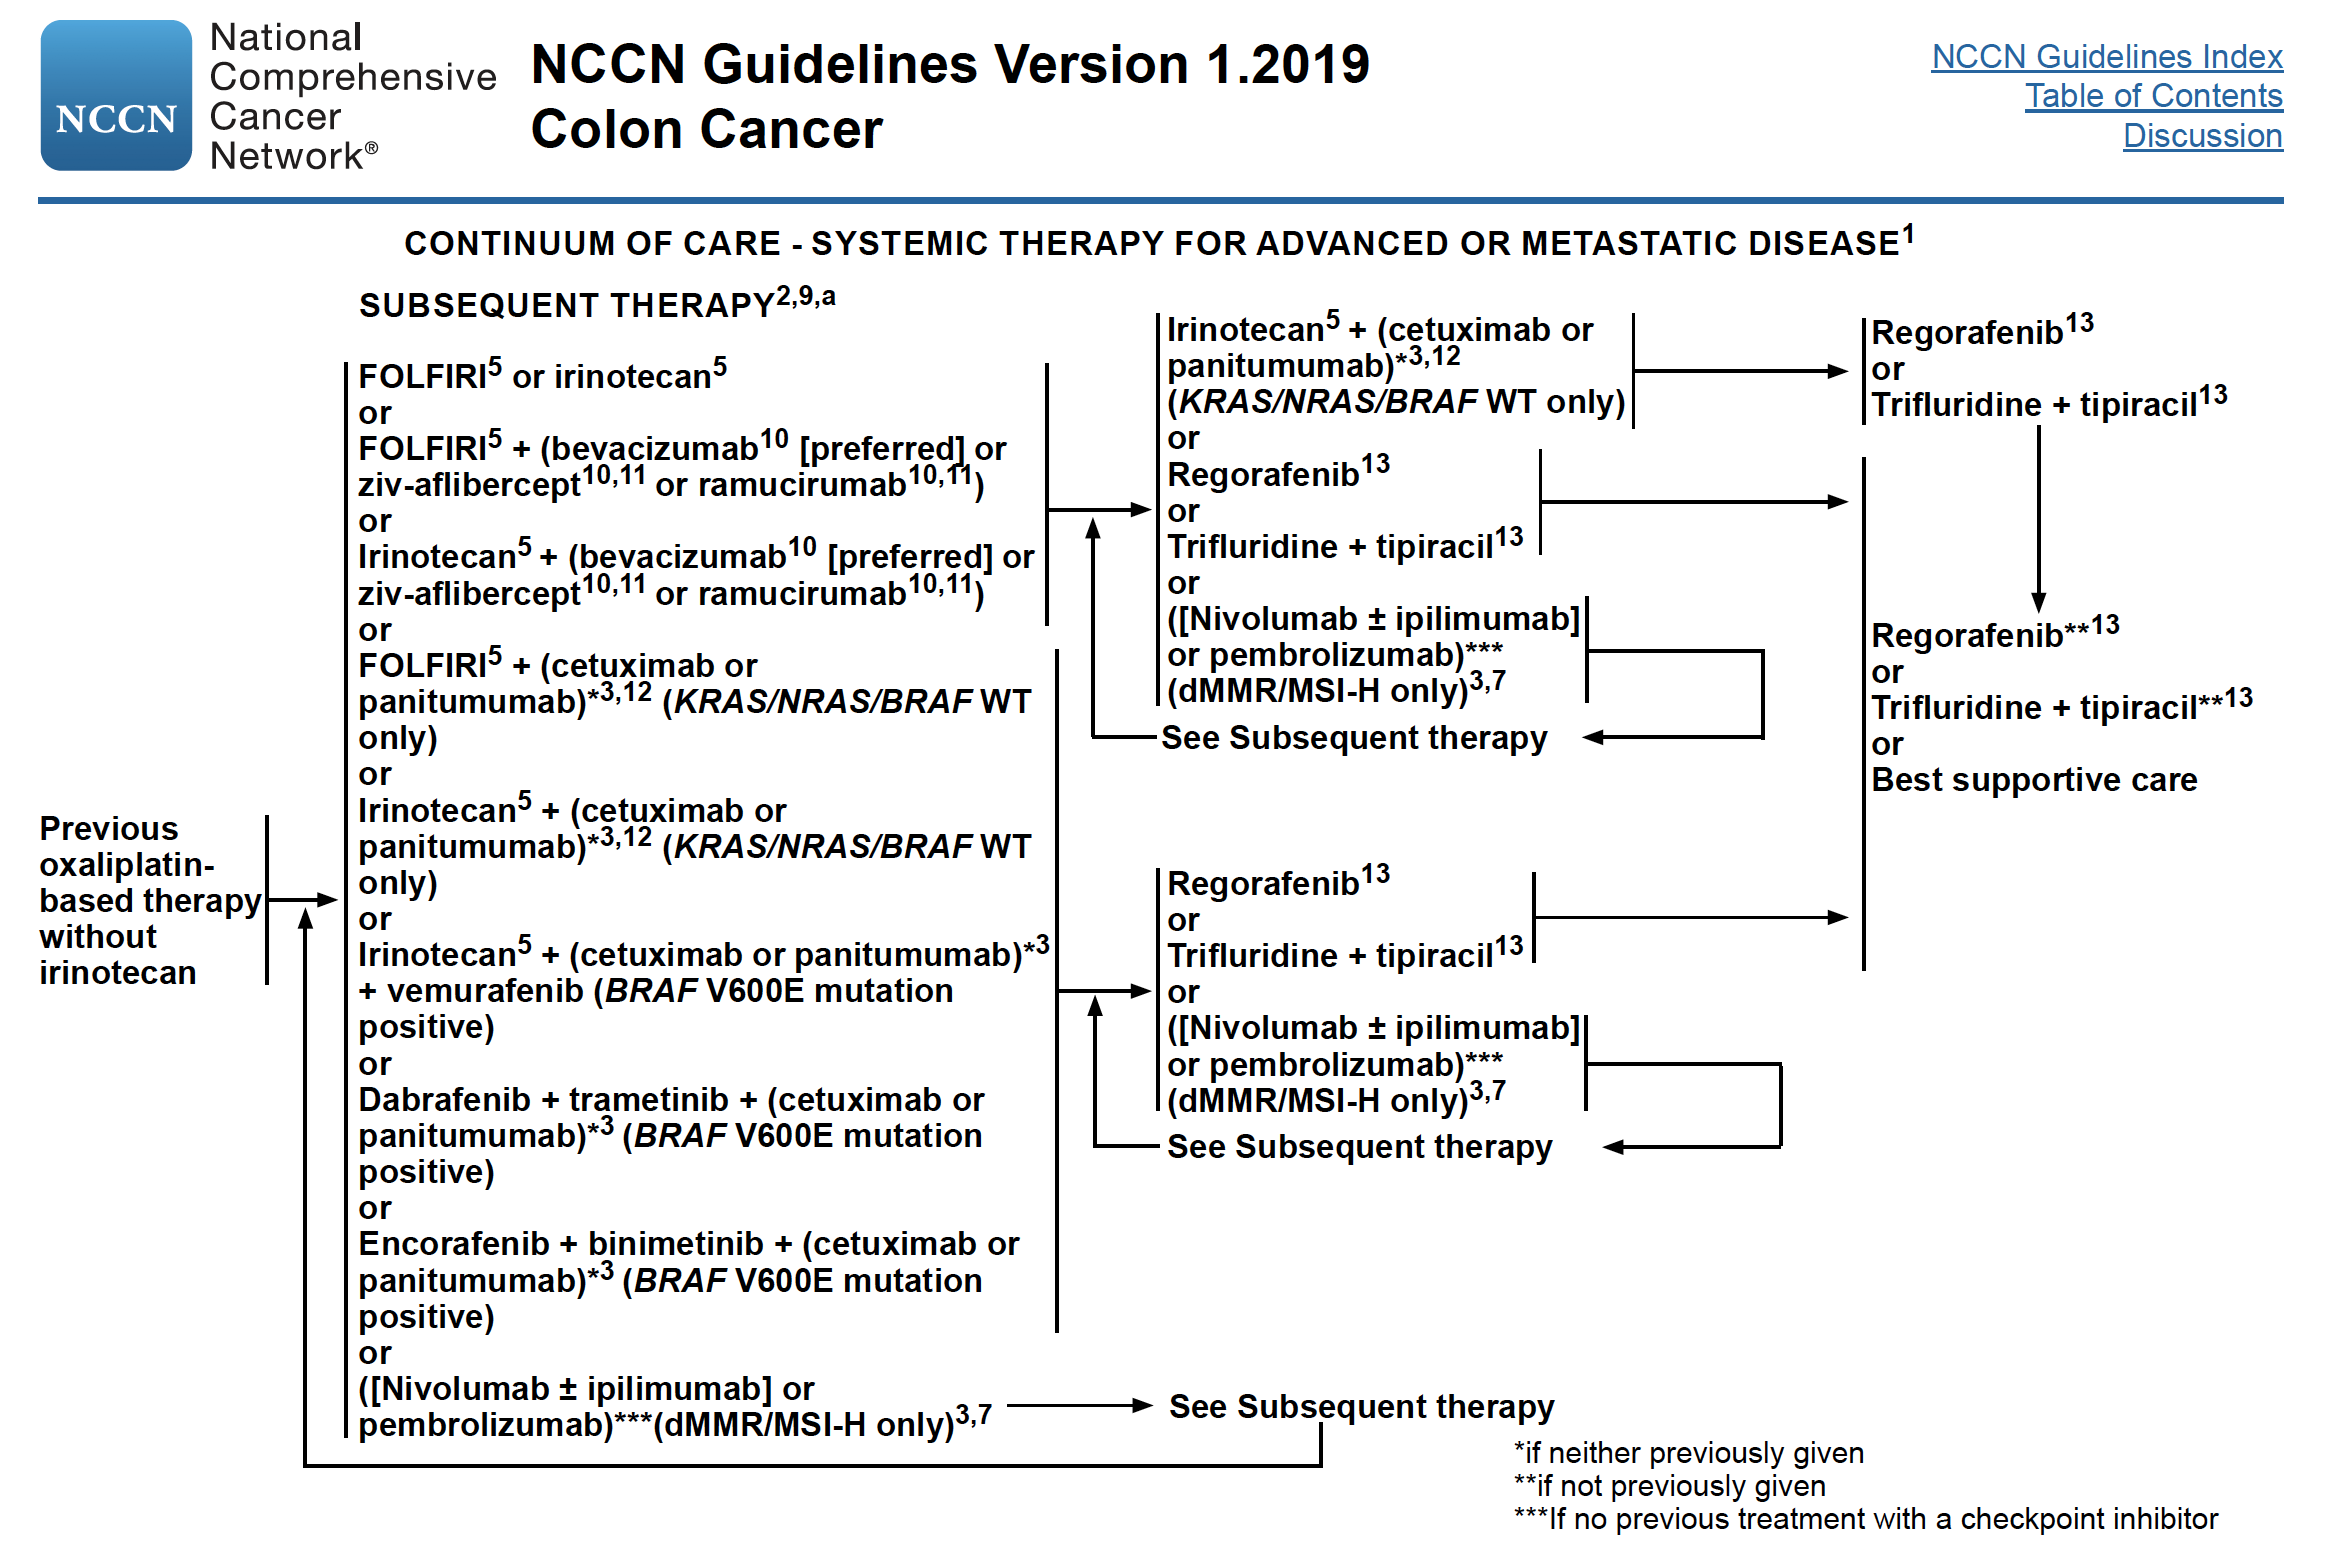 NCCN
National
Comprehensive
Cancer
Network®
NCCN Guidelines Version 1.2019
Colon Cancer
NCCN Guidelines Index
Table of Contents
Discussion
CONTINUUM OF CARE - SYSTEMIC THERAPY FOR ADVANCED OR METASTATIC DISEASE1
SUBSEQUENT THERAPY2,9,a
Previous
oxaliplatin-
based therapy
without
irinotecan
FOLFIRI5 or irinotecan5
or
FOLFIRI5 + (bevacizumab10 [preferred] or
ziv-aflibercept10,11 or ramucirumab10,11)
or
Irinotecan5 + (bevacizumab10 [preferred] or
ziv-aflibercept10,11 or ramucirumab10,11)
or
FOLFIRI5 + (cetuximab or
panitumumab)*3,12 (KRAS/NRAS/BRAF WT
only)
or
Irinotecan5 + (cetuximab or
panitumumab)*3,12 (KRAS/NRAS/BRAF WT
only)
or
Irinotecan5 + (cetuximab or panitumumab)*3
+ vemurafenib (BRAF V600E mutation
positive)
or
Dabrafenib + trametinib + (cetuximab or
panitumumab)*3 (BRAF V600E mutation
positive)
or
Encorafenib + binimetinib + (cetuximab or
panitumumab)*3 (BRAF V600E mutation
positive)
or
([Nivolumab ± ipilimumab] or
pembrolizumab)***(dMMR/MSI-H only)3,7
Irinotecan5 + (cetuximab or
panitumumab)*3,12
(KRAS/NRAS/BRAF WT only)
or
Regorafenib13
or
Trifluridine + tipiracil13
or
([Nivolumab ± ipilimumab]
or pembrolizumab)***
(dMMR/MSI-H only)3,7
See Subsequent therapy
Regorafenib13
or
Trifluridine + tipiracil13
or
([Nivolumab ± ipilimumab]
or pembrolizumab)***
(dMMR/MSI-H only)3,7
See Subsequent therapy
See Subsequent therapy
Regorafenib13
or
Trifluridine + tipiracil13
Regorafenib**13
or
Trifluridine + tipiracil**13
or
Best supportive care
*if neither previously given
**if not previously given
***If no previous treatment with a checkpoint inhibitor